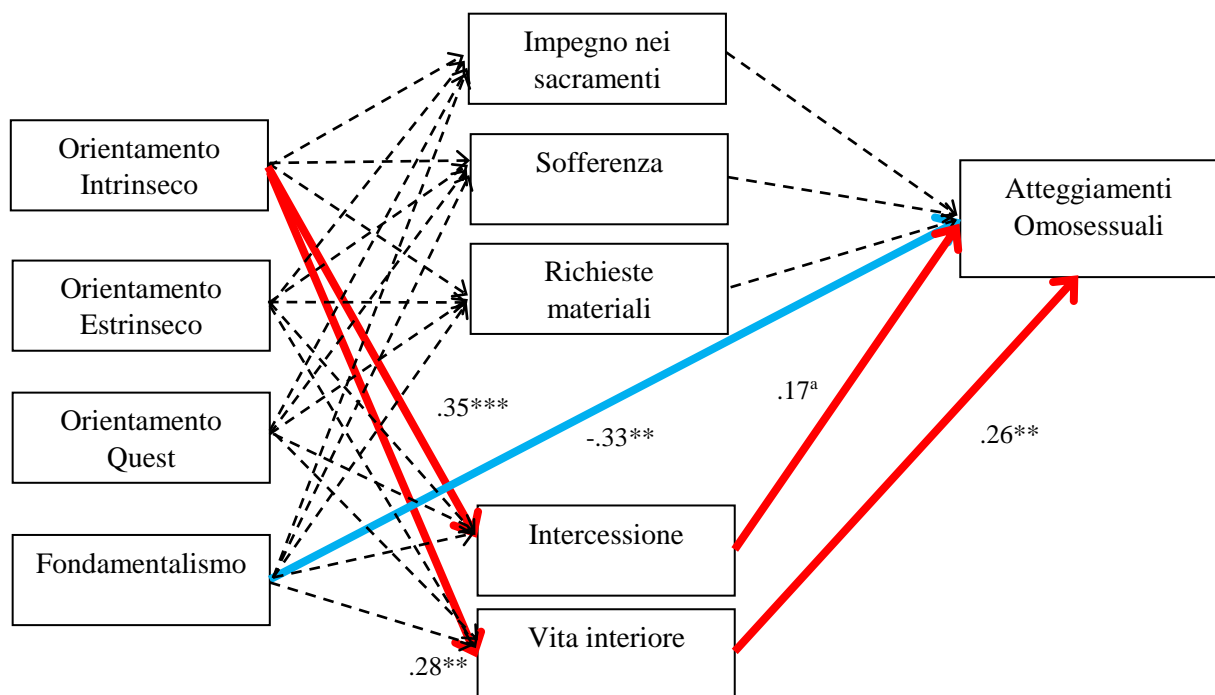 Impegno nei
sacramenti
Orientamento
Intrinseco
Sofferenza
Atteggiamenti
Omosessuali
Orientamento
Estrinseco
Richieste
materiali
Orientamento
Quest
.35***
-.33**
.17ª
.26**
Fondamentalismo
Intercessione
Vita interiore
.28**